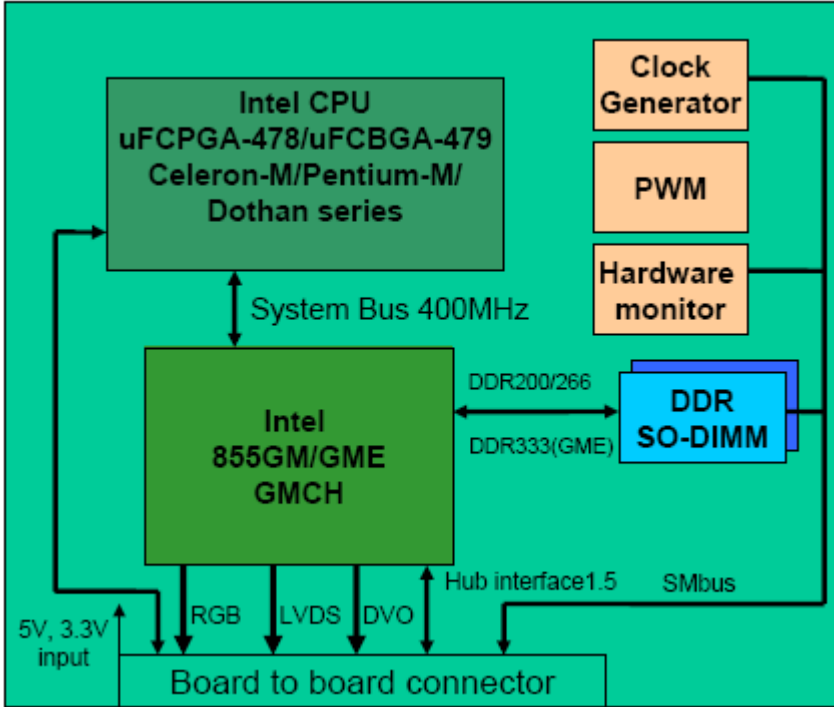 Intel CPU
uFCPGA-478/uFCBGA-479
Celeron-M/Pentium-M/
Dothan series
Clock
Generator
PWM
Hardware
monitor
System Bus 400MHz
Intel
855GM/GME
GMCH
DDR200/266
DDR333(GME)
DDR
SO-DIMM
Hub interface1.5
SMbus
RGB
LVDS
DVO
5V, 3.3V
input
Board to board connector